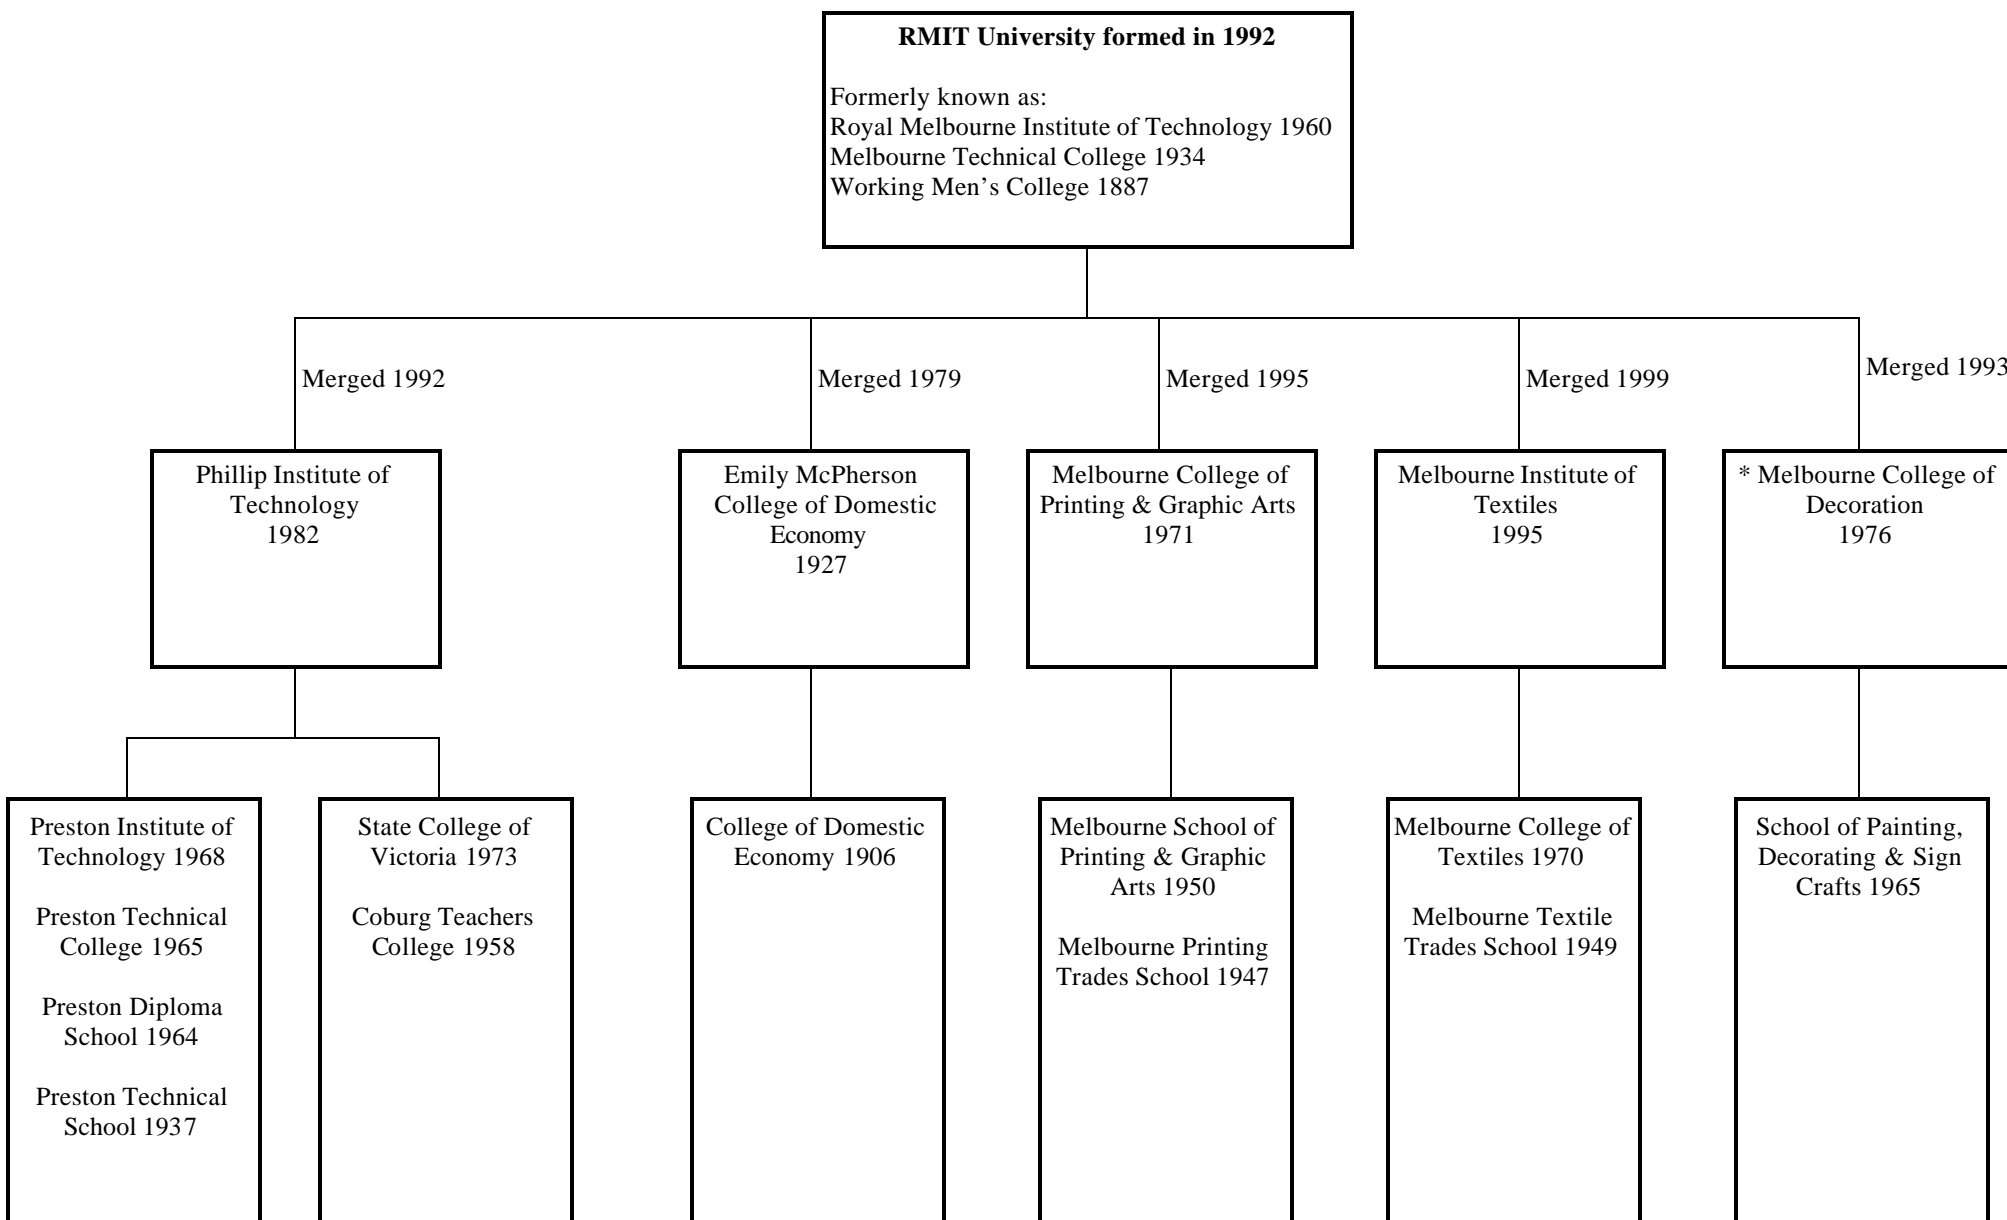 RMIT University formed in 1992
Formerly known as:
Royal Melbourne Institute of Technology 1960
Melbourne Technical College 1934
Working Men’s College 1887
Merged 1992
Merged 1979
Merged 1995
Merged 1999
Merged 1993
Phillip Institute of
Technology
1982
Emily McPherson
College of Domestic
Economy
1927
Melbourne College of
Printing & Graphic Arts
1971
Melbourne Institute of
Textiles
1995
* Melbourne College of
Decoration
1976
Preston Institute of
Technology 1968
Preston Technical
College 1965
Preston Diploma
School 1964
Preston Technical
School 1937
State College of
Victoria 1973
Coburg Teachers
College 1958
College of Domestic
Economy 1906
Melbourne School of
Printing & Graphic
Arts 1950
Melbourne Printing
Trades School 1947
Melbourne College of
Textiles 1970
Melbourne Textile
Trades School 1949
School of Painting,
Decorating & Sign
Crafts 1965